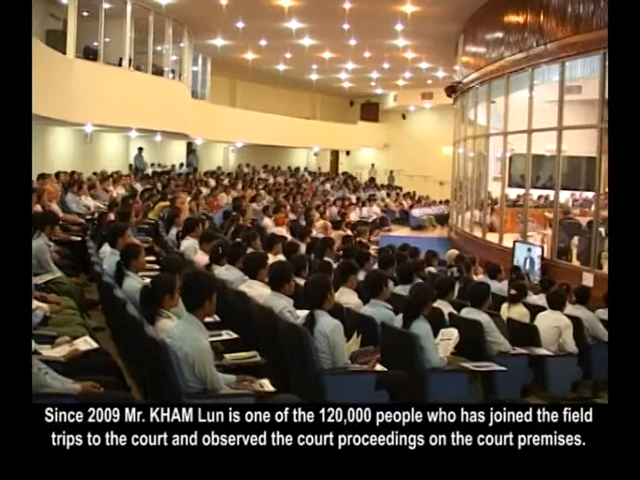 Since 2009 Mr. KHAM Lun is one of the 120,000 people who has joined the field
trips to the court and observed the court proceedings on the court premises.